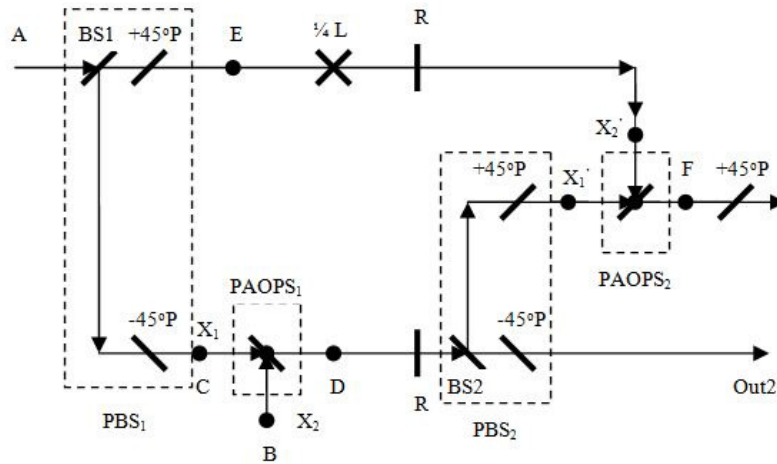 A BS1 +45ºP E ¼ L R
X2'
+45ºP X1' F +45ºP
PAOPS1 PAOPS2
-45ºP X1 -45ºP
C D R BS2 Out2
PBS1 X2 PBS2
B